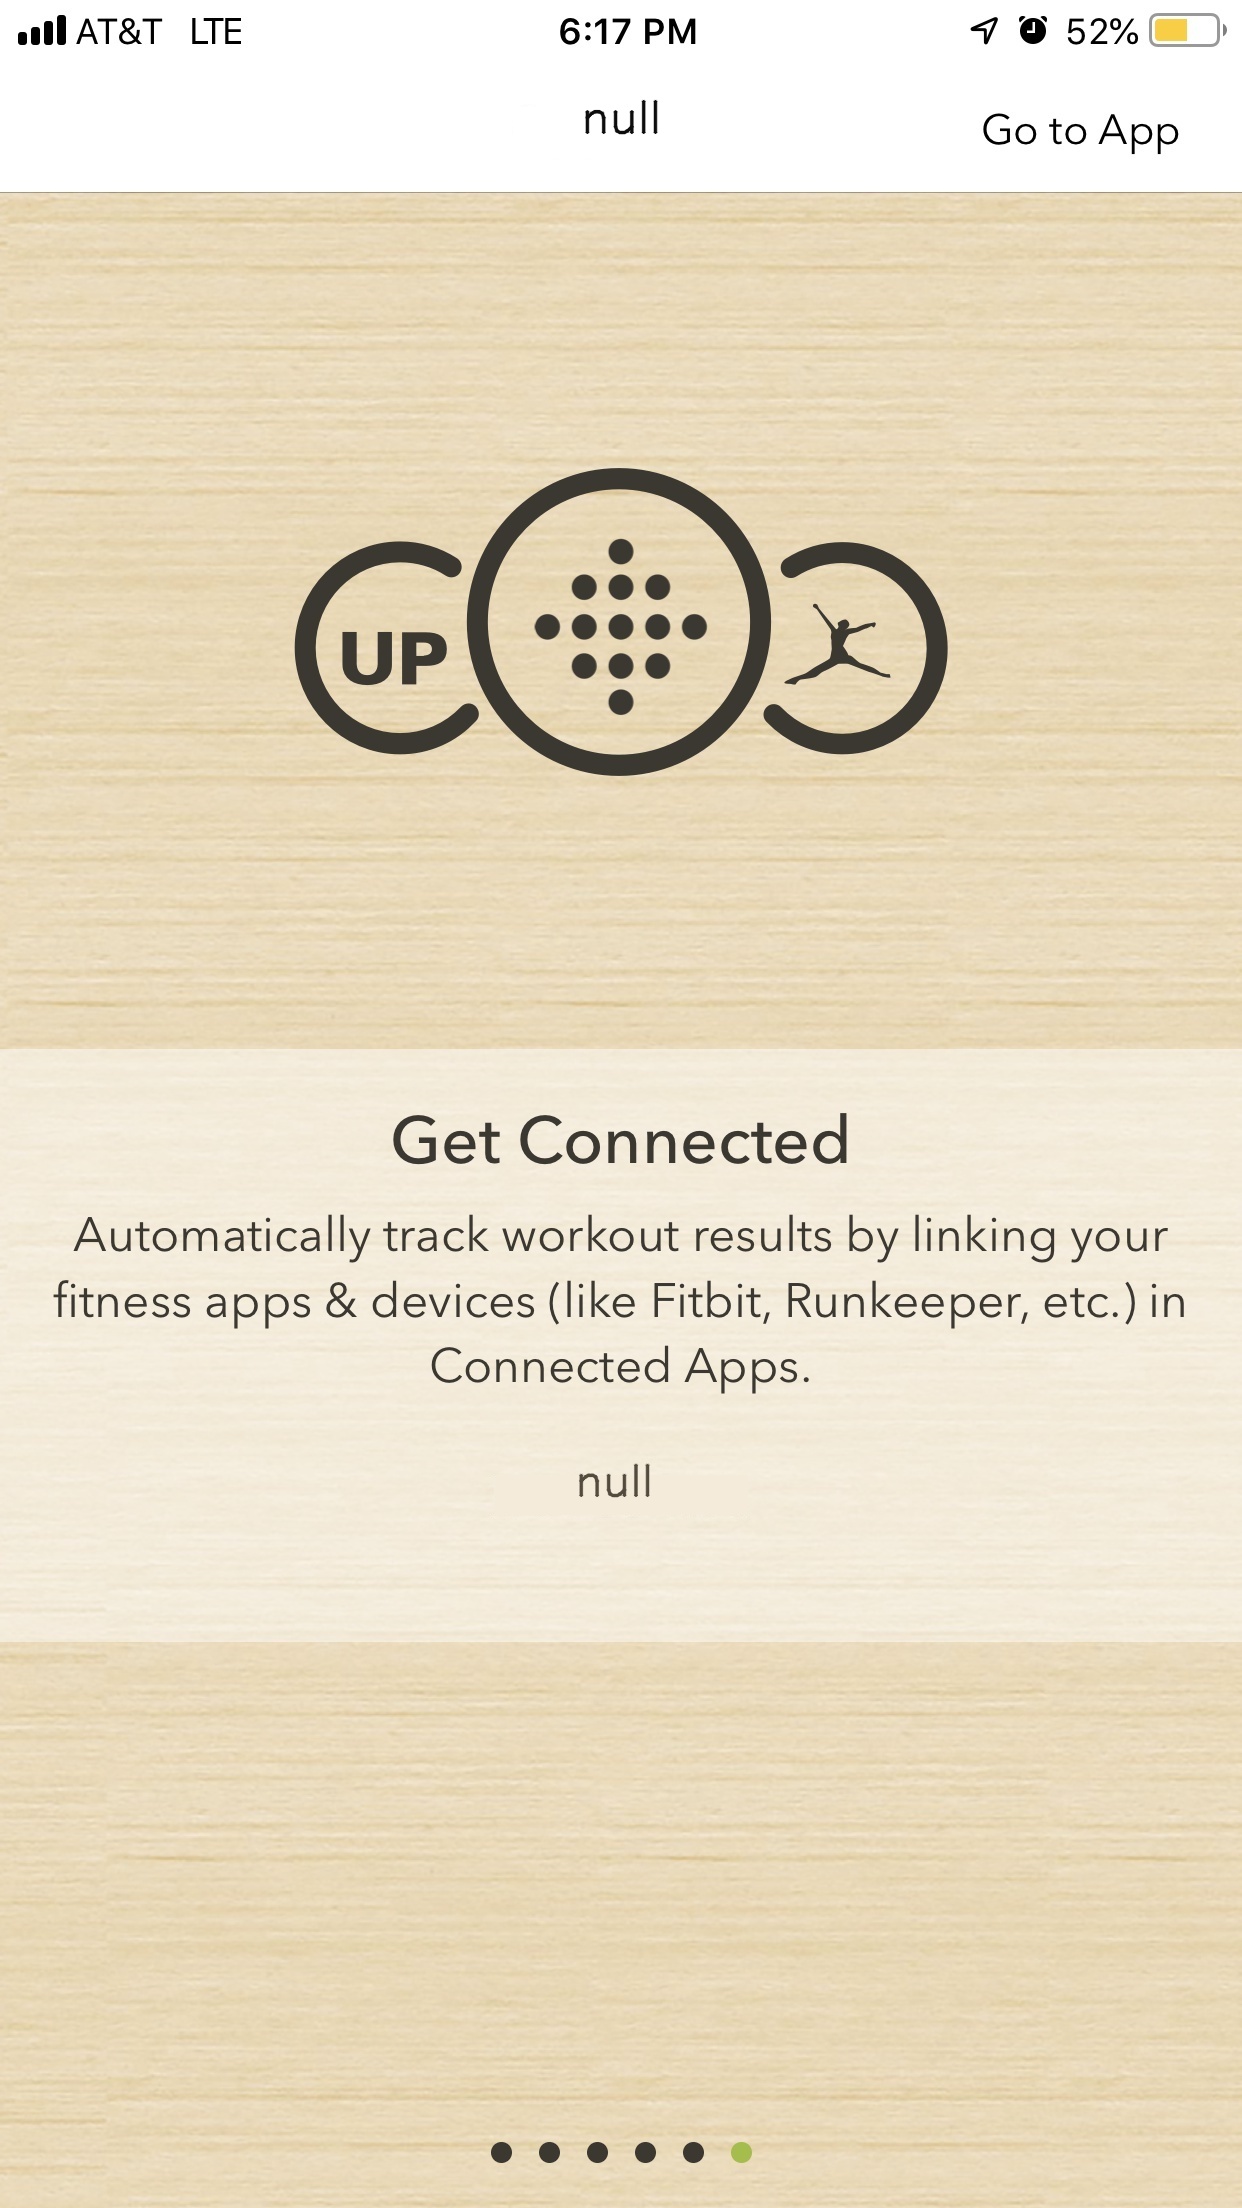 AT&T LTE 6:17 PM 52%
null
Go to App
UP
Get Connected
Automatically track workout results by linking your
fitness apps & devices (like Fitbit, Runkeeper, etc.) in
Connected Apps.
null